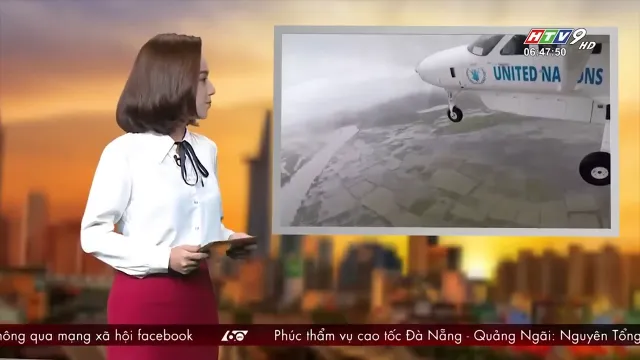 HTV9 HD
06:47:50
UNITED NATIONS
hông qua mạng xã hội facebook
60 Phúc thẩm vụ cao tốc Đà Nẵng - Quảng Ngãi: Nguyên Tổng